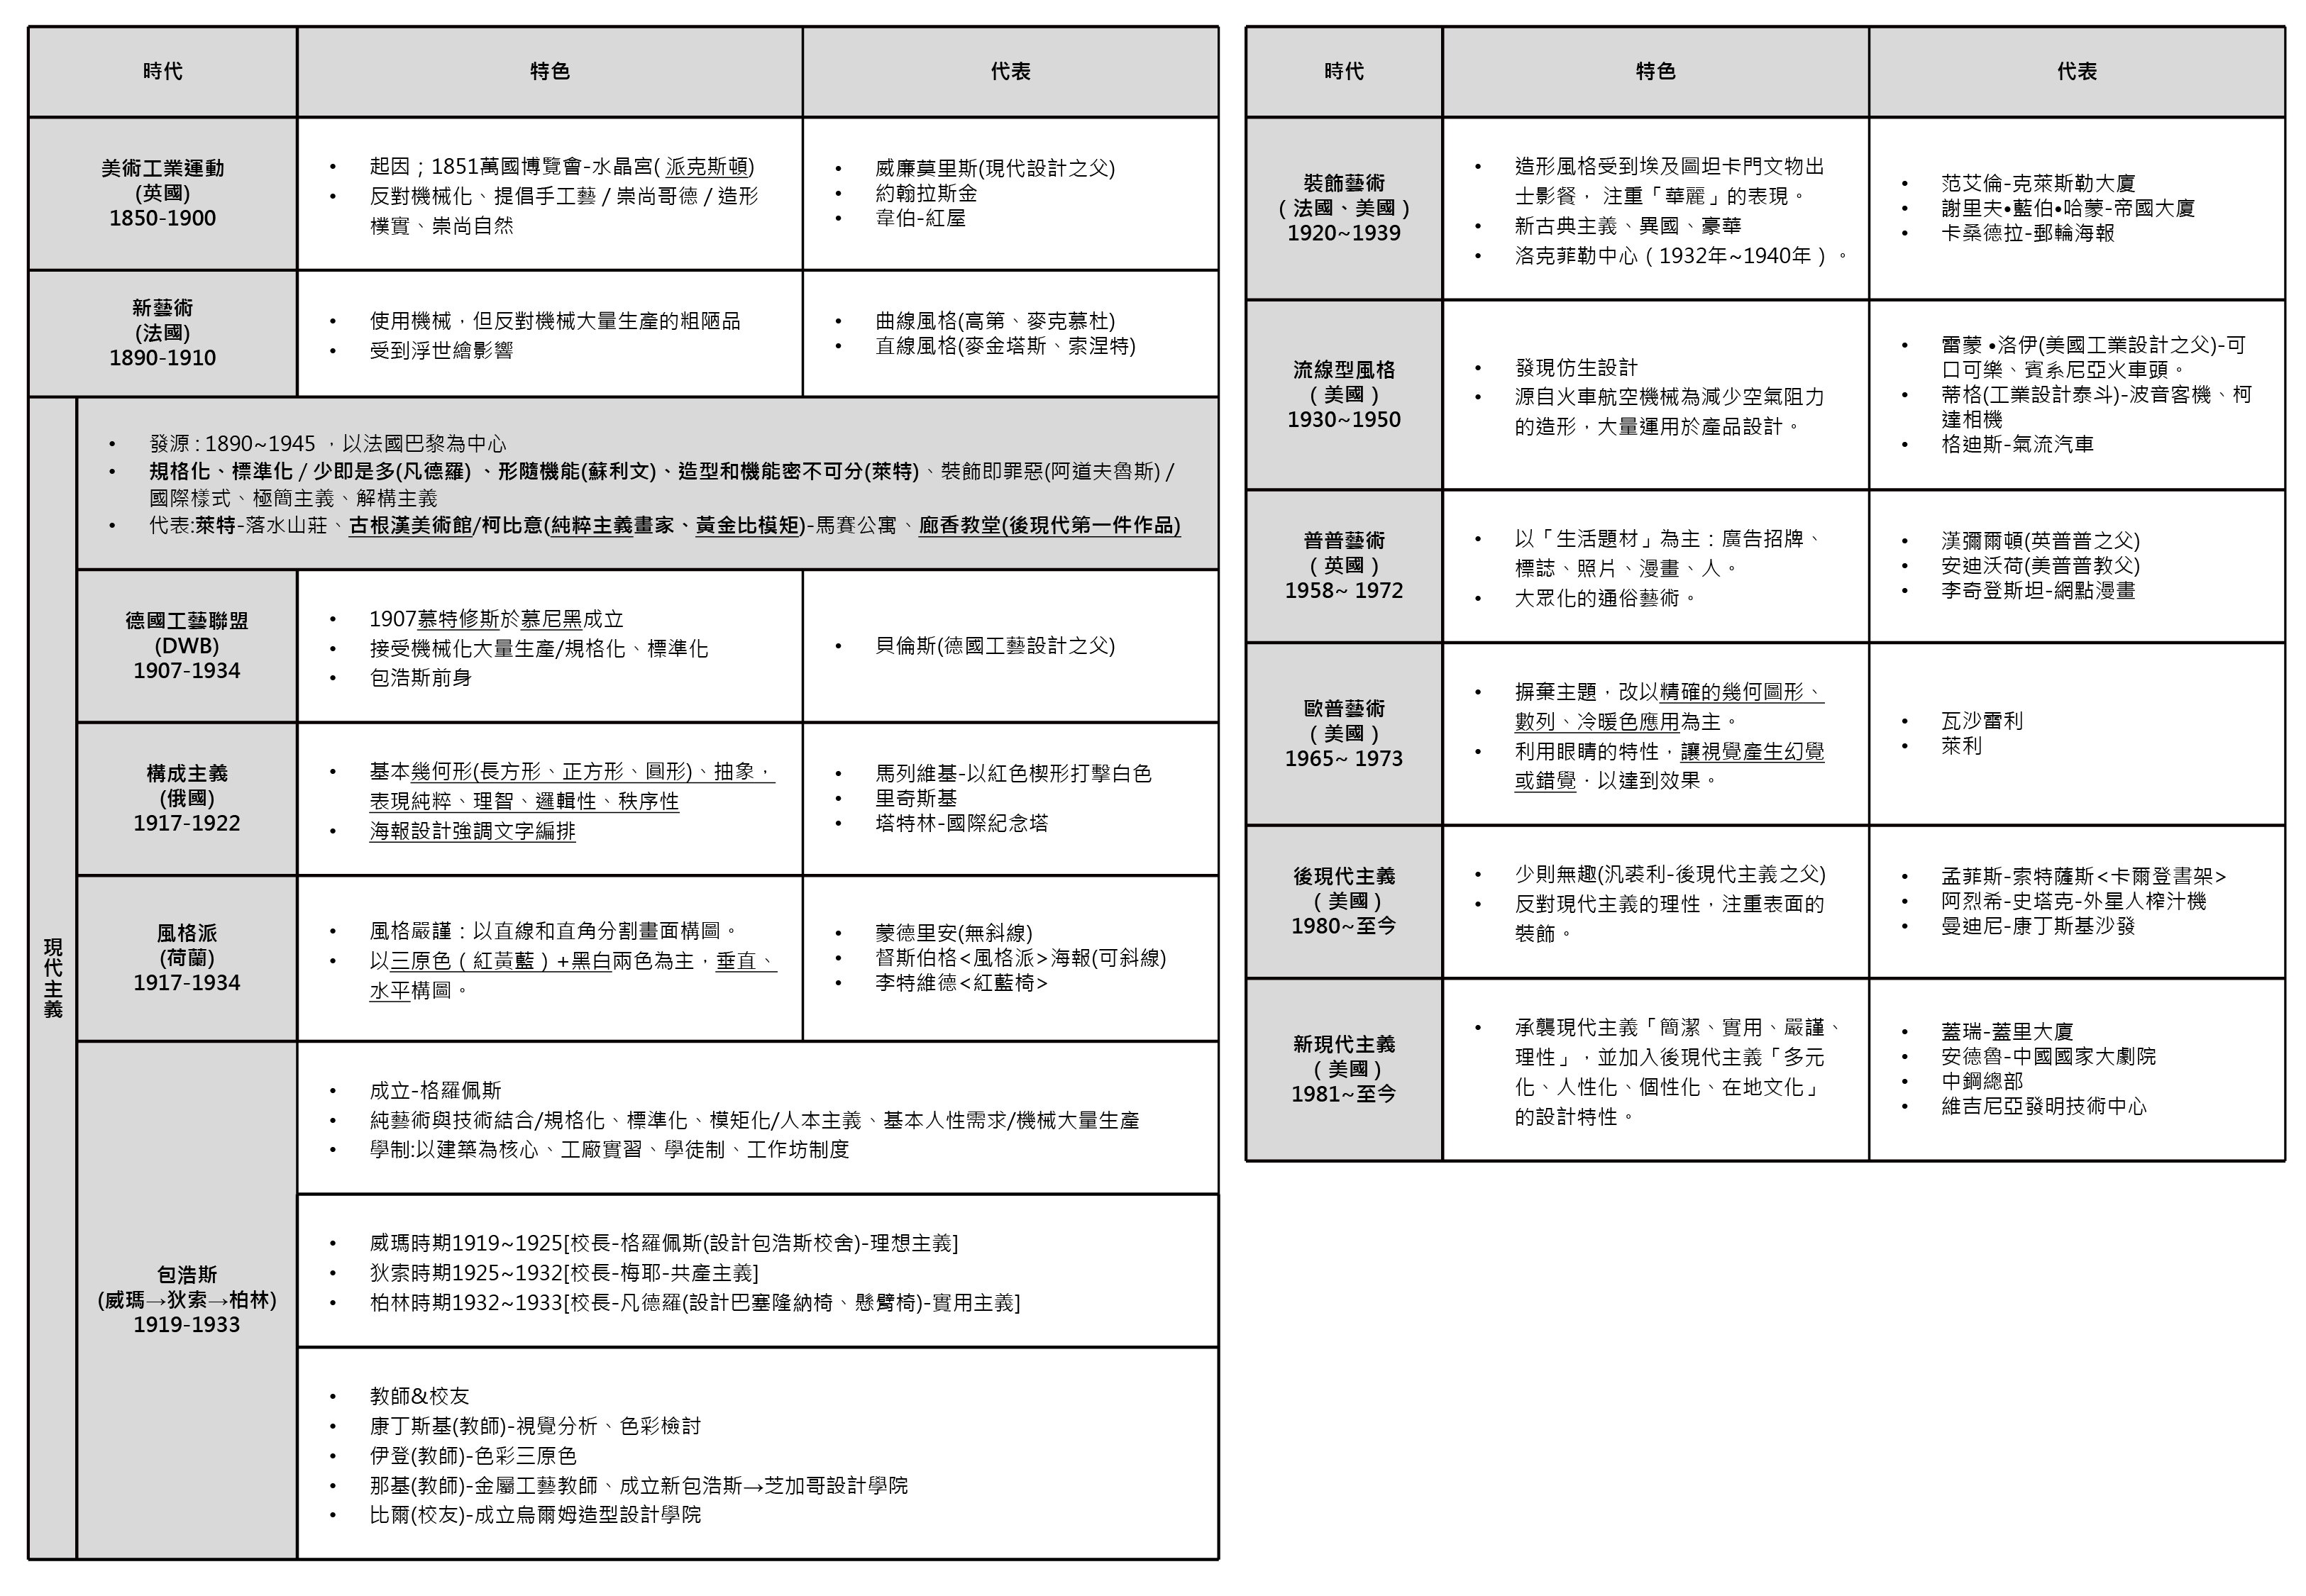 時代 特色 代表
美術工業運動
(英國)
1850-1900
• 起因；1851萬國博覽會-水晶宮( 派克斯頓)
• 反對機械化、提倡手工藝 / 崇尚哥德 / 造形
樸實、崇尚自然
• 威廉莫里斯(現代設計之父)
• 約翰拉斯金
• 韋伯-紅屋
新藝術
(法國)
1890-1910
• 使用機械，但反對機械大量生產的粗陋品
• 受到浮世繪影響
• 曲線風格(高第、麥克慕杜)
• 直線風格(麥金塔斯、索涅特)
現代主義
• 發源 : 1890~1945 ，以法國巴黎為中心
• 規格化、標準化 / 少即是多(凡德羅) 、形隨機能(蘇利文)、造型和機能密不可分(萊特)、裝飾即罪惡(阿道夫魯斯) /
國際樣式、極簡主義、解構主義
• 代表:萊特-落水山莊、古根漢美術館/柯比意(純粹主義畫家、黃金比模矩)-馬賽公寓、廊香教堂(後現代第一件作品)
德國工藝聯盟
(DWB)
1907-1934
• 1907慕特修斯於慕尼黑成立
• 接受機械化大量生產/規格化、標準化
• 包浩斯前身
• 貝倫斯(德國工藝設計之父)
構成主義
(俄國)
1917-1922
• 基本幾何形(長方形、正方形、圓形)、抽象，
表現純粹、理智、邏輯性、秩序性
• 海報設計強調文字編排
• 馬列維基-以紅色楔形打擊白色
• 里奇斯基
• 塔特林-國際紀念塔
風格派
(荷蘭)
1917-1934
• 風格嚴謹：以直線和直角分割畫面構圖。
• 以三原色（紅黃藍）+黑白兩色為主，垂直、
水平構圖。
• 蒙德里安(無斜線)
• 督斯伯格<風格派>海報(可斜線)
• 李特維德<紅藍椅>
包浩斯
(威瑪→狄索→柏林)
1919-1933
• 成立-格羅佩斯
• 純藝術與技術結合/規格化、標準化、模矩化/人本主義、基本人性需求/機械大量生產
• 學制:以建築為核心、工廠實習、學徒制、工作坊制度
• 威瑪時期1919~1925[校長-格羅佩斯(設計包浩斯校舍)-理想主義]
• 狄索時期1925~1932[校長-梅耶-共產主義]
• 柏林時期1932~1933[校長-凡德羅(設計巴塞隆納椅、懸臂椅)-實用主義]
• 教師&校友
• 康丁斯基(教師)-視覺分析、色彩檢討
• 伊登(教師)-色彩三原色
• 那基(教師)-金屬工藝教師、成立新包浩斯→芝加哥設計學院
• 比爾(校友)-成立烏爾姆造型設計學院
時代 特色 代表
裝飾藝術
（法國、美國）
1920~1939
• 造形風格受到埃及圖坦卡門文物出
士影餐， 注重「華麗」的表現。
• 新古典主義、異國、豪華
• 洛克菲勒中心（1932年~1940年）。
• 范艾倫-克萊斯勒大廈
• 謝里夫•藍伯•哈蒙-帝國大廈
• 卡桑德拉-郵輪海報
流線型風格
（美國）
1930~1950
• 發現仿生設計
• 源自火車航空機械為減少空氣阻力
的造形，大量運用於產品設計。
• 雷蒙 •洛伊(美國工業設計之父)-可
口可樂、賓系尼亞火車頭。
• 蒂格(工業設計泰斗)-波音客機、柯
達相機
• 格迪斯-氣流汽車
普普藝術
（英國）
1958~ 1972
• 以「生活題材」為主：廣告招牌、
標誌、照片、漫畫、人。
• 大眾化的通俗藝術。
• 漢彌爾頓(英普普之父)
• 安迪沃荷(美普普教父)
• 李奇登斯坦-網點漫畫
歐普藝術
（美國）
1965~ 1973
• 摒棄主題，改以精確的幾何圖形、
數列、冷暖色應用為主。
• 利用眼睛的特性，讓視覺產生幻覺
或錯覺．以達到效果。
• 瓦沙雷利
• 萊利
後現代主義
（美國）
1980~至今
• 少則無趣(汎裘利-後現代主義之父)
• 反對現代主義的理性，注重表面的
裝飾。
• 孟菲斯-索特薩斯<卡爾登書架>
• 阿烈希-史塔克-外星人榨汁機
• 曼迪尼-康丁斯基沙發
新現代主義
（美國）
1981~至今
• 承襲現代主義「簡潔、實用、嚴謹、
理性」，並加入後現代主義「多元
化、人性化、個性化、在地文化」
的設計特性。
• 蓋瑞-蓋里大廈
• 安德魯-中國國家大劇院
• 中鋼總部
• 維吉尼亞發明技術中心